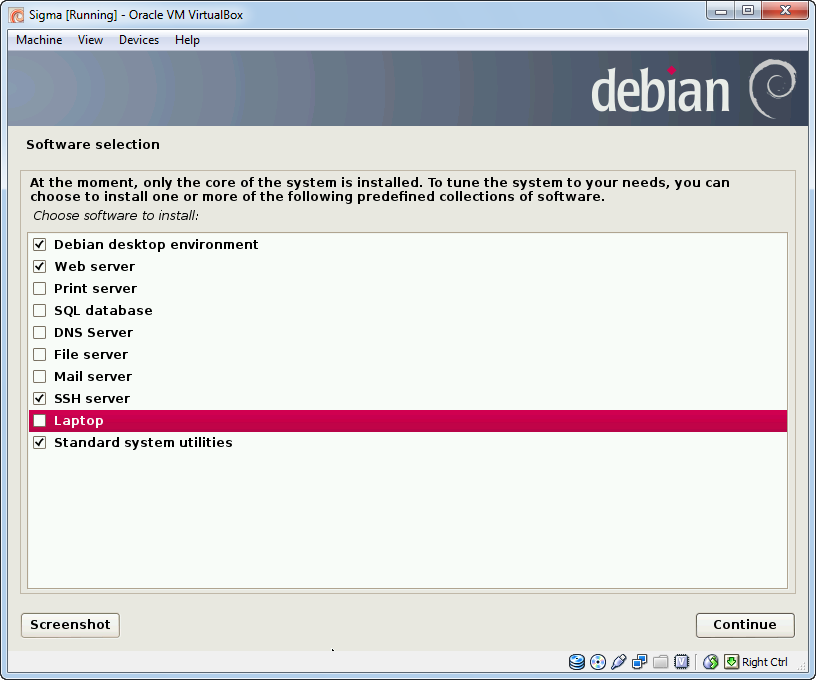 Sigma [Running] - Oracle VM VirtualBox
Machine View Devices Help
debian
Software selection
At the moment, only the core of the system is installed. To tune the system to your needs, you can
choose to install one or more of the following predefined collections of software.
Choose software to install:
Debian desktop environment
Web server
Print server
SQL database
DNS Server
File server
Mail server
SSH server
Laptop
Standard system utilities
Screenshot
Continue
Right Ctrl